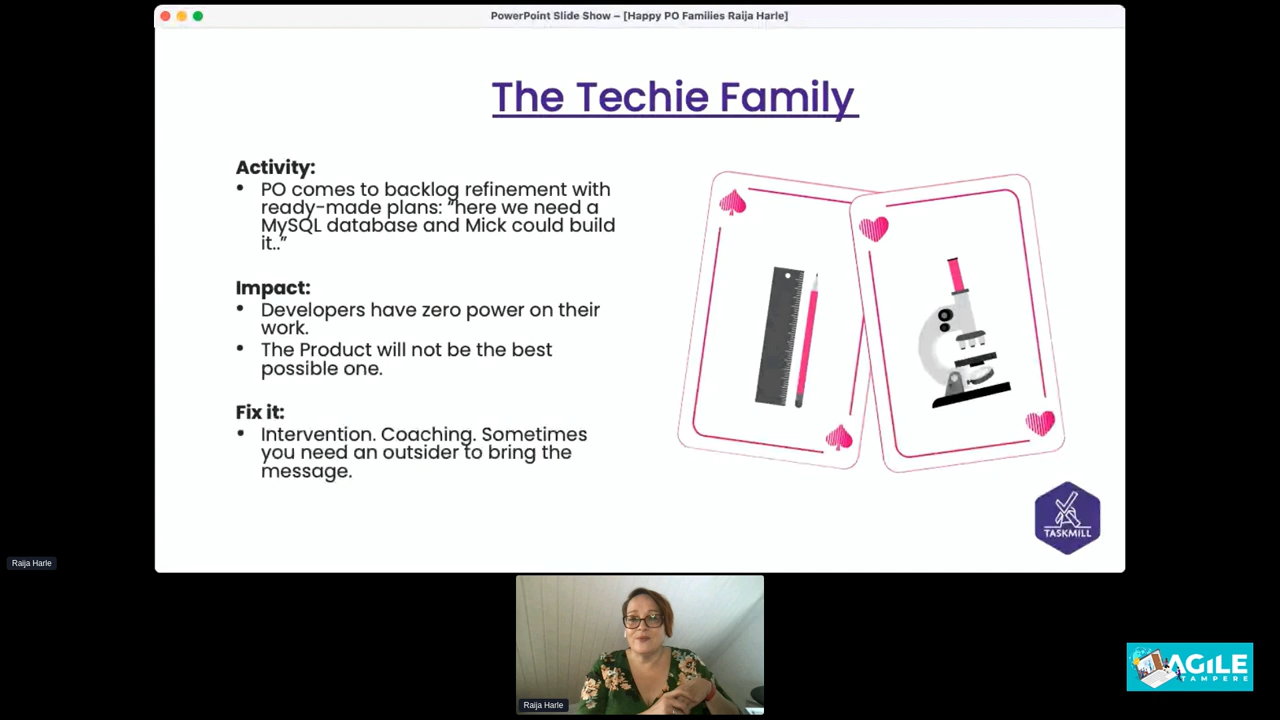 PowerPoint Slide Show – [Happy PO Families Raija Harle]
The Techie Family
Activity:
• PO comes to backlog refinement with
ready-made plans: "here we need a
MySQL database and Mick could build
it.."
Impact:
• Developers have zero power on their
work.
• The Product will not be the best
possible one.
Fix it:
• Intervention. Coaching. Sometimes
you need an outsider to bring the
message.
TASKMILL
Raija Harle
Raija Harle
AGILE
TAMPERE